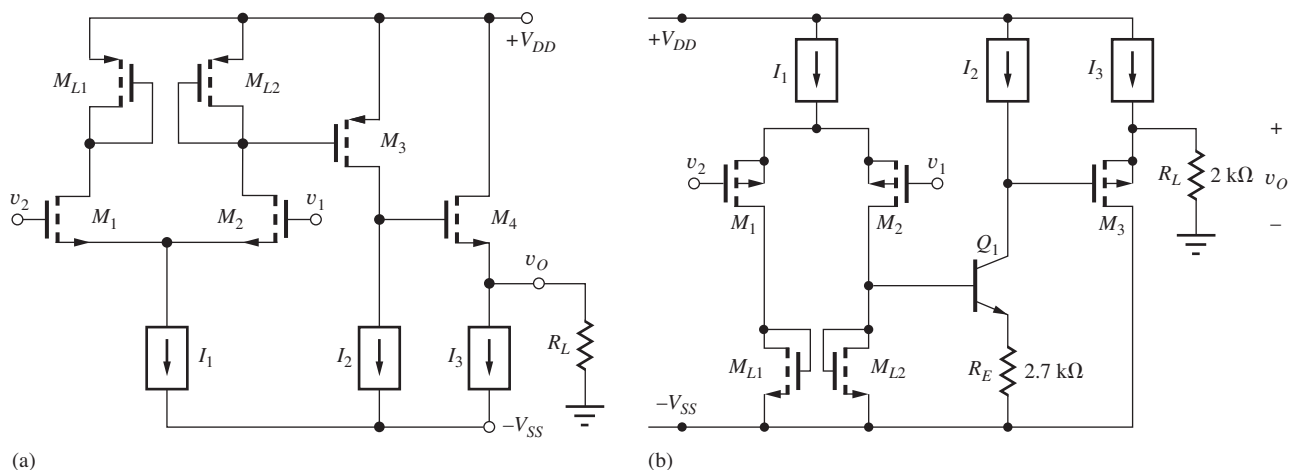 +V_DD
M_L1
M_L2
M_3
v_2
M_1
M_2
v_1
M_4
v_O
I_1
I_2
I_3
R_L
−V_SS
(a)
+V_DD
I_1
I_2
I_3
+
v_2
v_1
R_L
2 kΩ
v_O
M_1
M_2
M_3
−
Q_1
M_L1
M_L2
R_E
2.7 kΩ
−V_SS
(b)